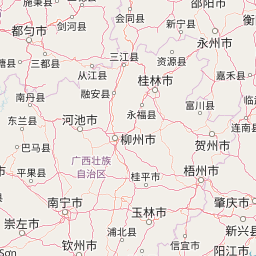 施秉县
会同县
新宁县
邵阳市
都匀市
剑河县
永州市
三都县
三江县
资源县
嘉禾县
从江县
桂林市
南丹县
融安县
永福县
富川县
东兰县
河池市
连南县
柳州市
贺州市
巴马县
广西壮族
自治区
平果县
桂平市
梧州市
南宁市
肇庆市
崇左市
玉林市
新兴县
钦州市
浦北县
信宜市
阳江市